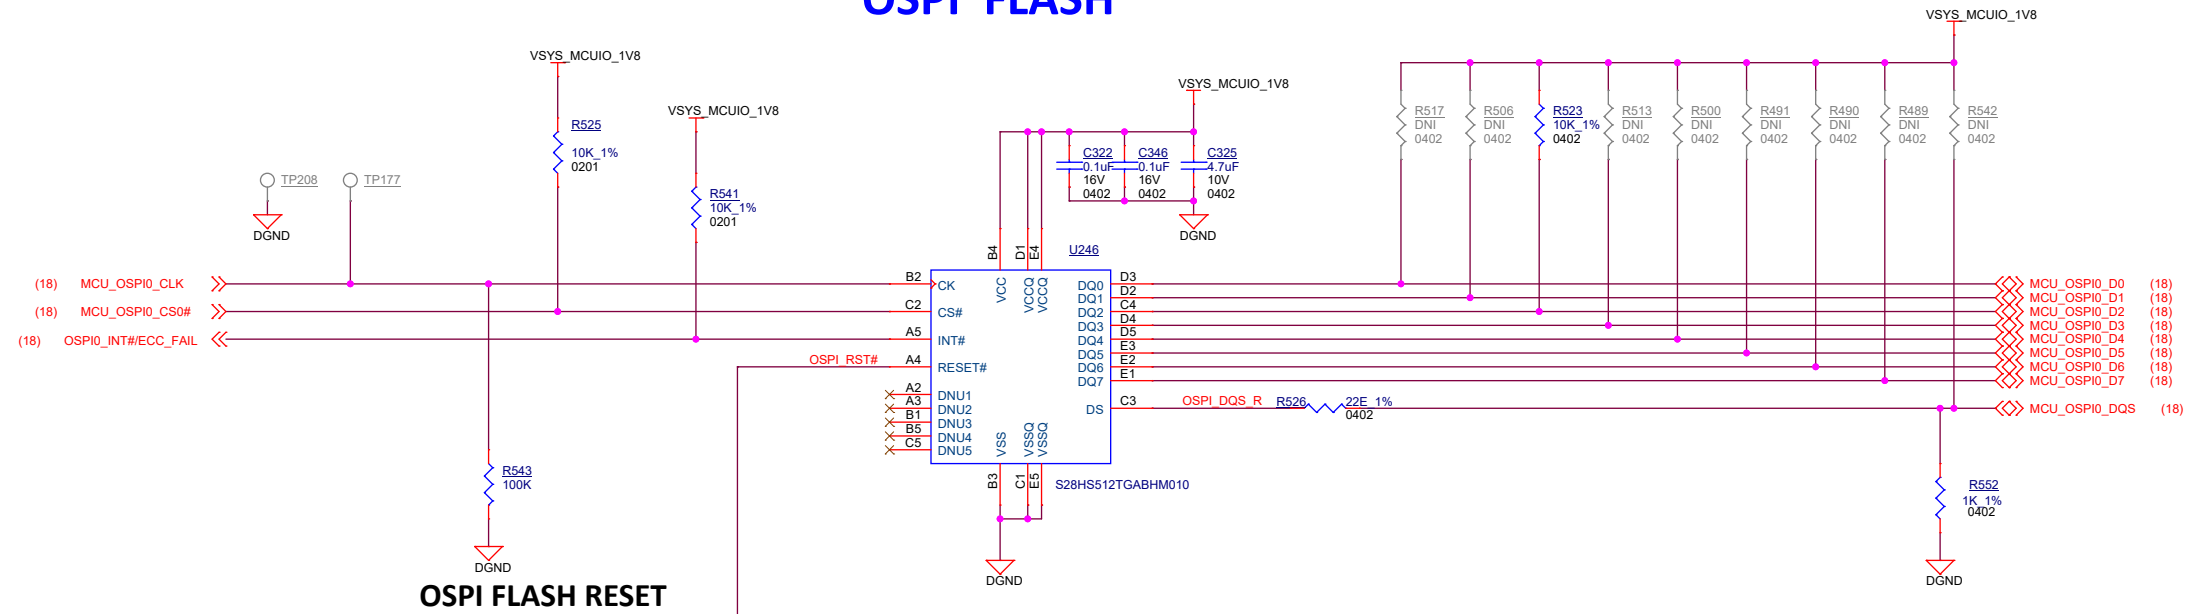 OSPI FLASH
VSYS_MCUIO_1V8
VSYS_MCUIO_1V8
VSYS_MCUIO_1V8
VSYS_MCUIO_1V8
R525
10K_1%
0201
R541
10K_1%
0201
TP208
TP177
DGND
C322
0.1uF
16V
0402
C346
0.1uF
16V
0402
C325
4.7uF
10V
0402
DGND
R517
DNI
0402
R506
DNI
0402
R523
10K_1%
0402
R513
DNI
0402
R500
DNI
0402
R491
DNI
0402
R490
DNI
0402
R489
DNI
0402
R542
DNI
0402
U246
B4
D1
E4
(18) MCU_OSPI0_CLK
(18) MCU_OSPI0_CS0#
(18) OSPI0_INT#/ECC_FAIL
OSPI_RST#
B2
C2
A5
A4
A2
A3
B1
B5
C5
CK
CS#
INT#
RESET#
DNU1
DNU2
DNU3
DNU4
DNU5
VCC
VCCQ
VCCQ
VSS
VSSQ
VSSQ
DQ0
DQ1
DQ2
DQ3
DQ4
DQ5
DQ6
DQ7
DS
D3
D2
C4
D4
D5
E3
E2
E1
C3
OSPI_DQS_R
R526
22E_1%
0402
MCU_OSPI0_D0 (18)
MCU_OSPI0_D1 (18)
MCU_OSPI0_D2 (18)
MCU_OSPI0_D3 (18)
MCU_OSPI0_D4 (18)
MCU_OSPI0_D5 (18)
MCU_OSPI0_D6 (18)
MCU_OSPI0_D7 (18)
MCU_OSPI0_DQS (18)
B3
C1
E5
S28HS512TGABHM010
R543
100K
DGND
DGND
R552
1K_1%
0402
DGND
OSPI FLASH RESET